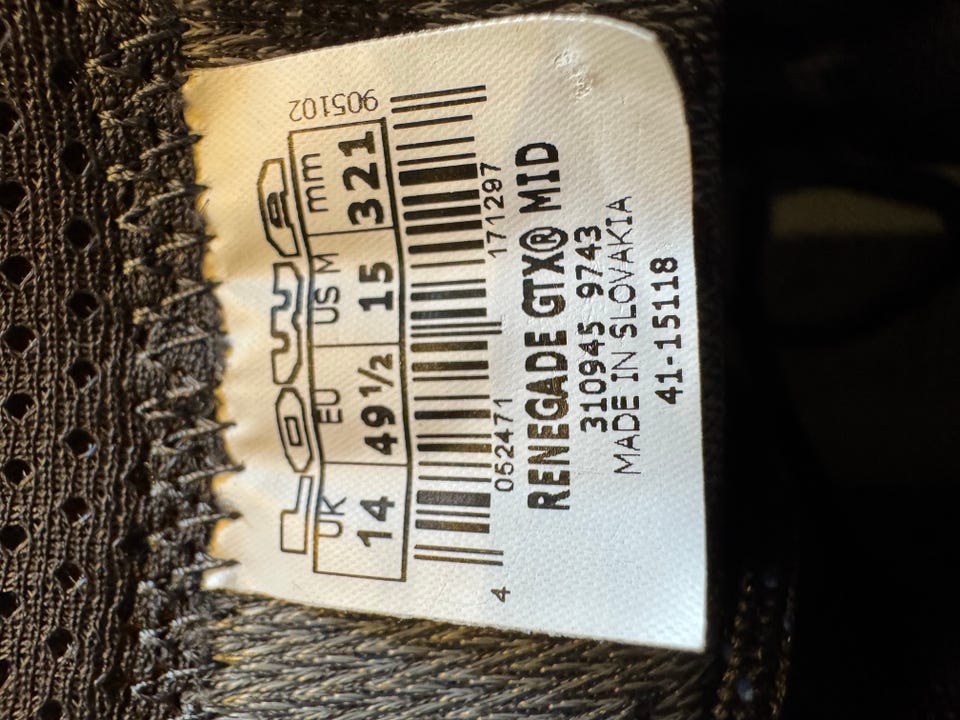 LOWA
905102
UK EU US M mm
14 49½ 15 321
4 052471 171297
RENEGADE GTX® MID
310945 9743
MADE IN SLOVAKIA
41-15118